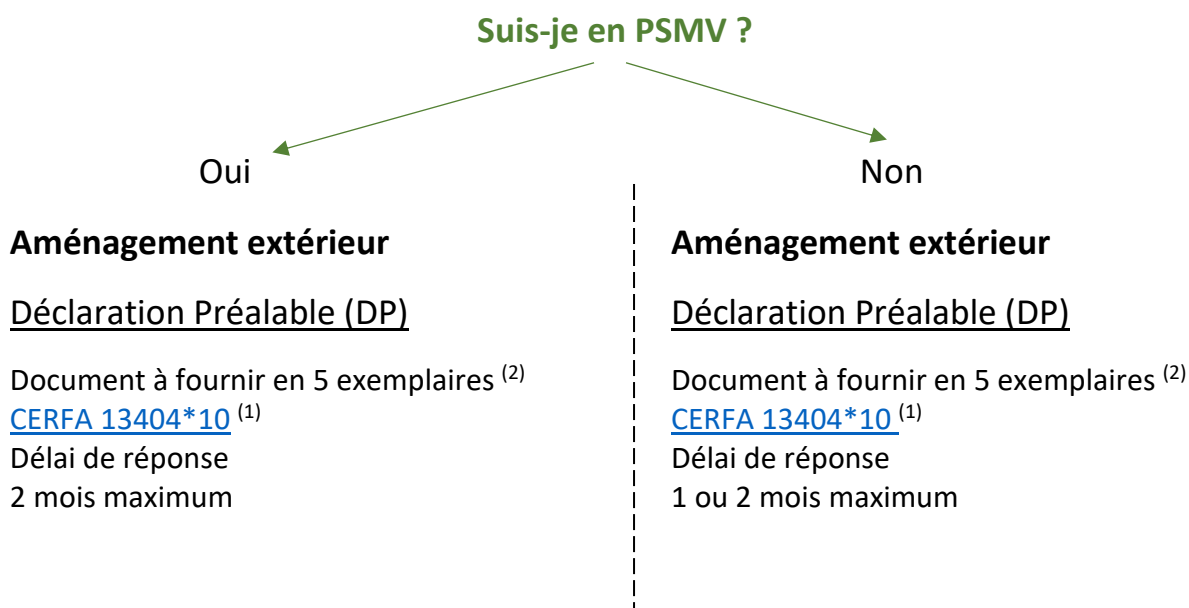 Suis-je en PSMV ?
Oui
Aménagement extérieur
Déclaration Préalable (DP)
Document à fournir en 5 exemplaires (2)
CERFA 13404*10 (1)
Délai de réponse
2 mois maximum
Non
Aménagement extérieur
Déclaration Préalable (DP)
Document à fournir en 5 exemplaires (2)
CERFA 13404*10 (1)
Délai de réponse
1 ou 2 mois maximum